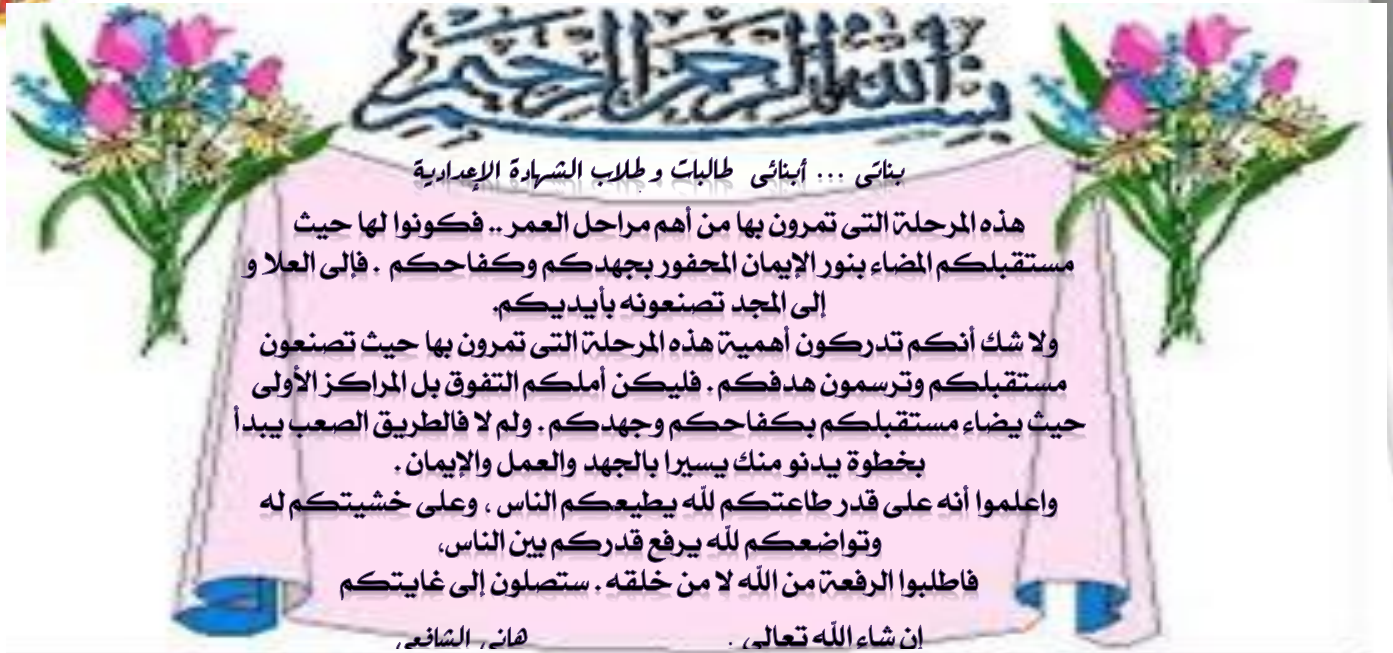 بسم الله الرحمن الرحيم
بناتى ... أبنائى طالبات و طلاب الشهادة الإعدادية
هذه المرحلة التى تمرون بها من أهم مراحل العمر .. فكونوا لها حيث
مستقبلكم المضاء بنور الإيمان المحفور بجهدكم وكفاحكم . فإلى العلا و
إلى المجد تصنعونه بأيديكم.
ولا شك أنكم تدركون أهمية هذه المرحلة التى تمرون بها حيث تصنعون
مستقبلكم وترسمون هدفكم . فليكن أملكم التفوق بل المراكز الأولى
حيث يضاء مستقبلكم بكفاحكم وجهدكم . ولم لا فالطريق الصعب يبدأ
بخطوة يدنو منك يسيرا بالجهد والعمل والإيمان .
واعلموا أنه على قدر طاعتكم لله يطيعكم الناس ، وعلى خشيتكم له
وتواضعكم لله يرفع قدركم بين الناس،
فاطلبوا الرفعة من الله لا من خلقه . ستصلون إلى غايتكم
إن شاء الله تعالى . هانى الشافعى